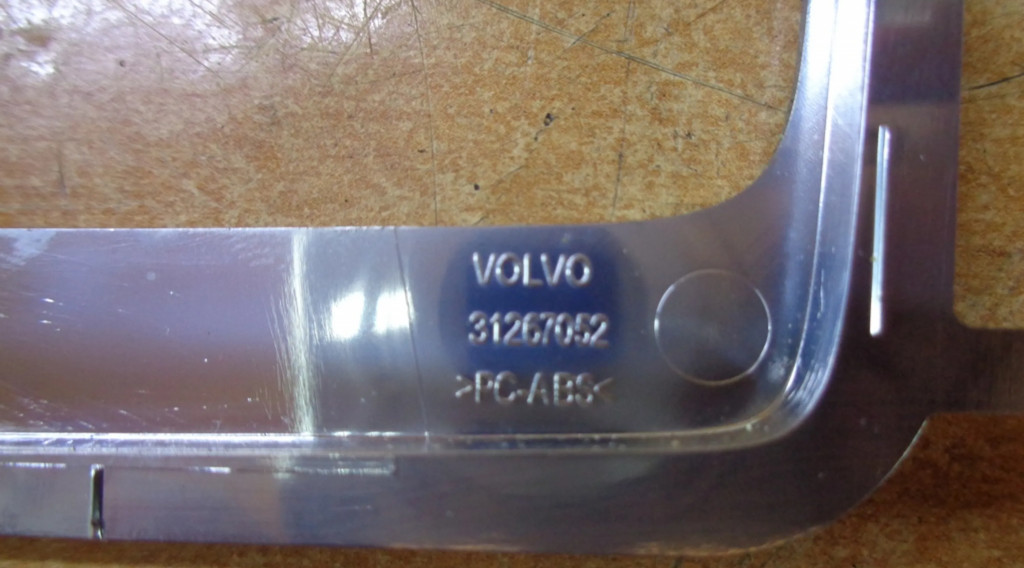 VOLVO
31267052
>PC-ABS<